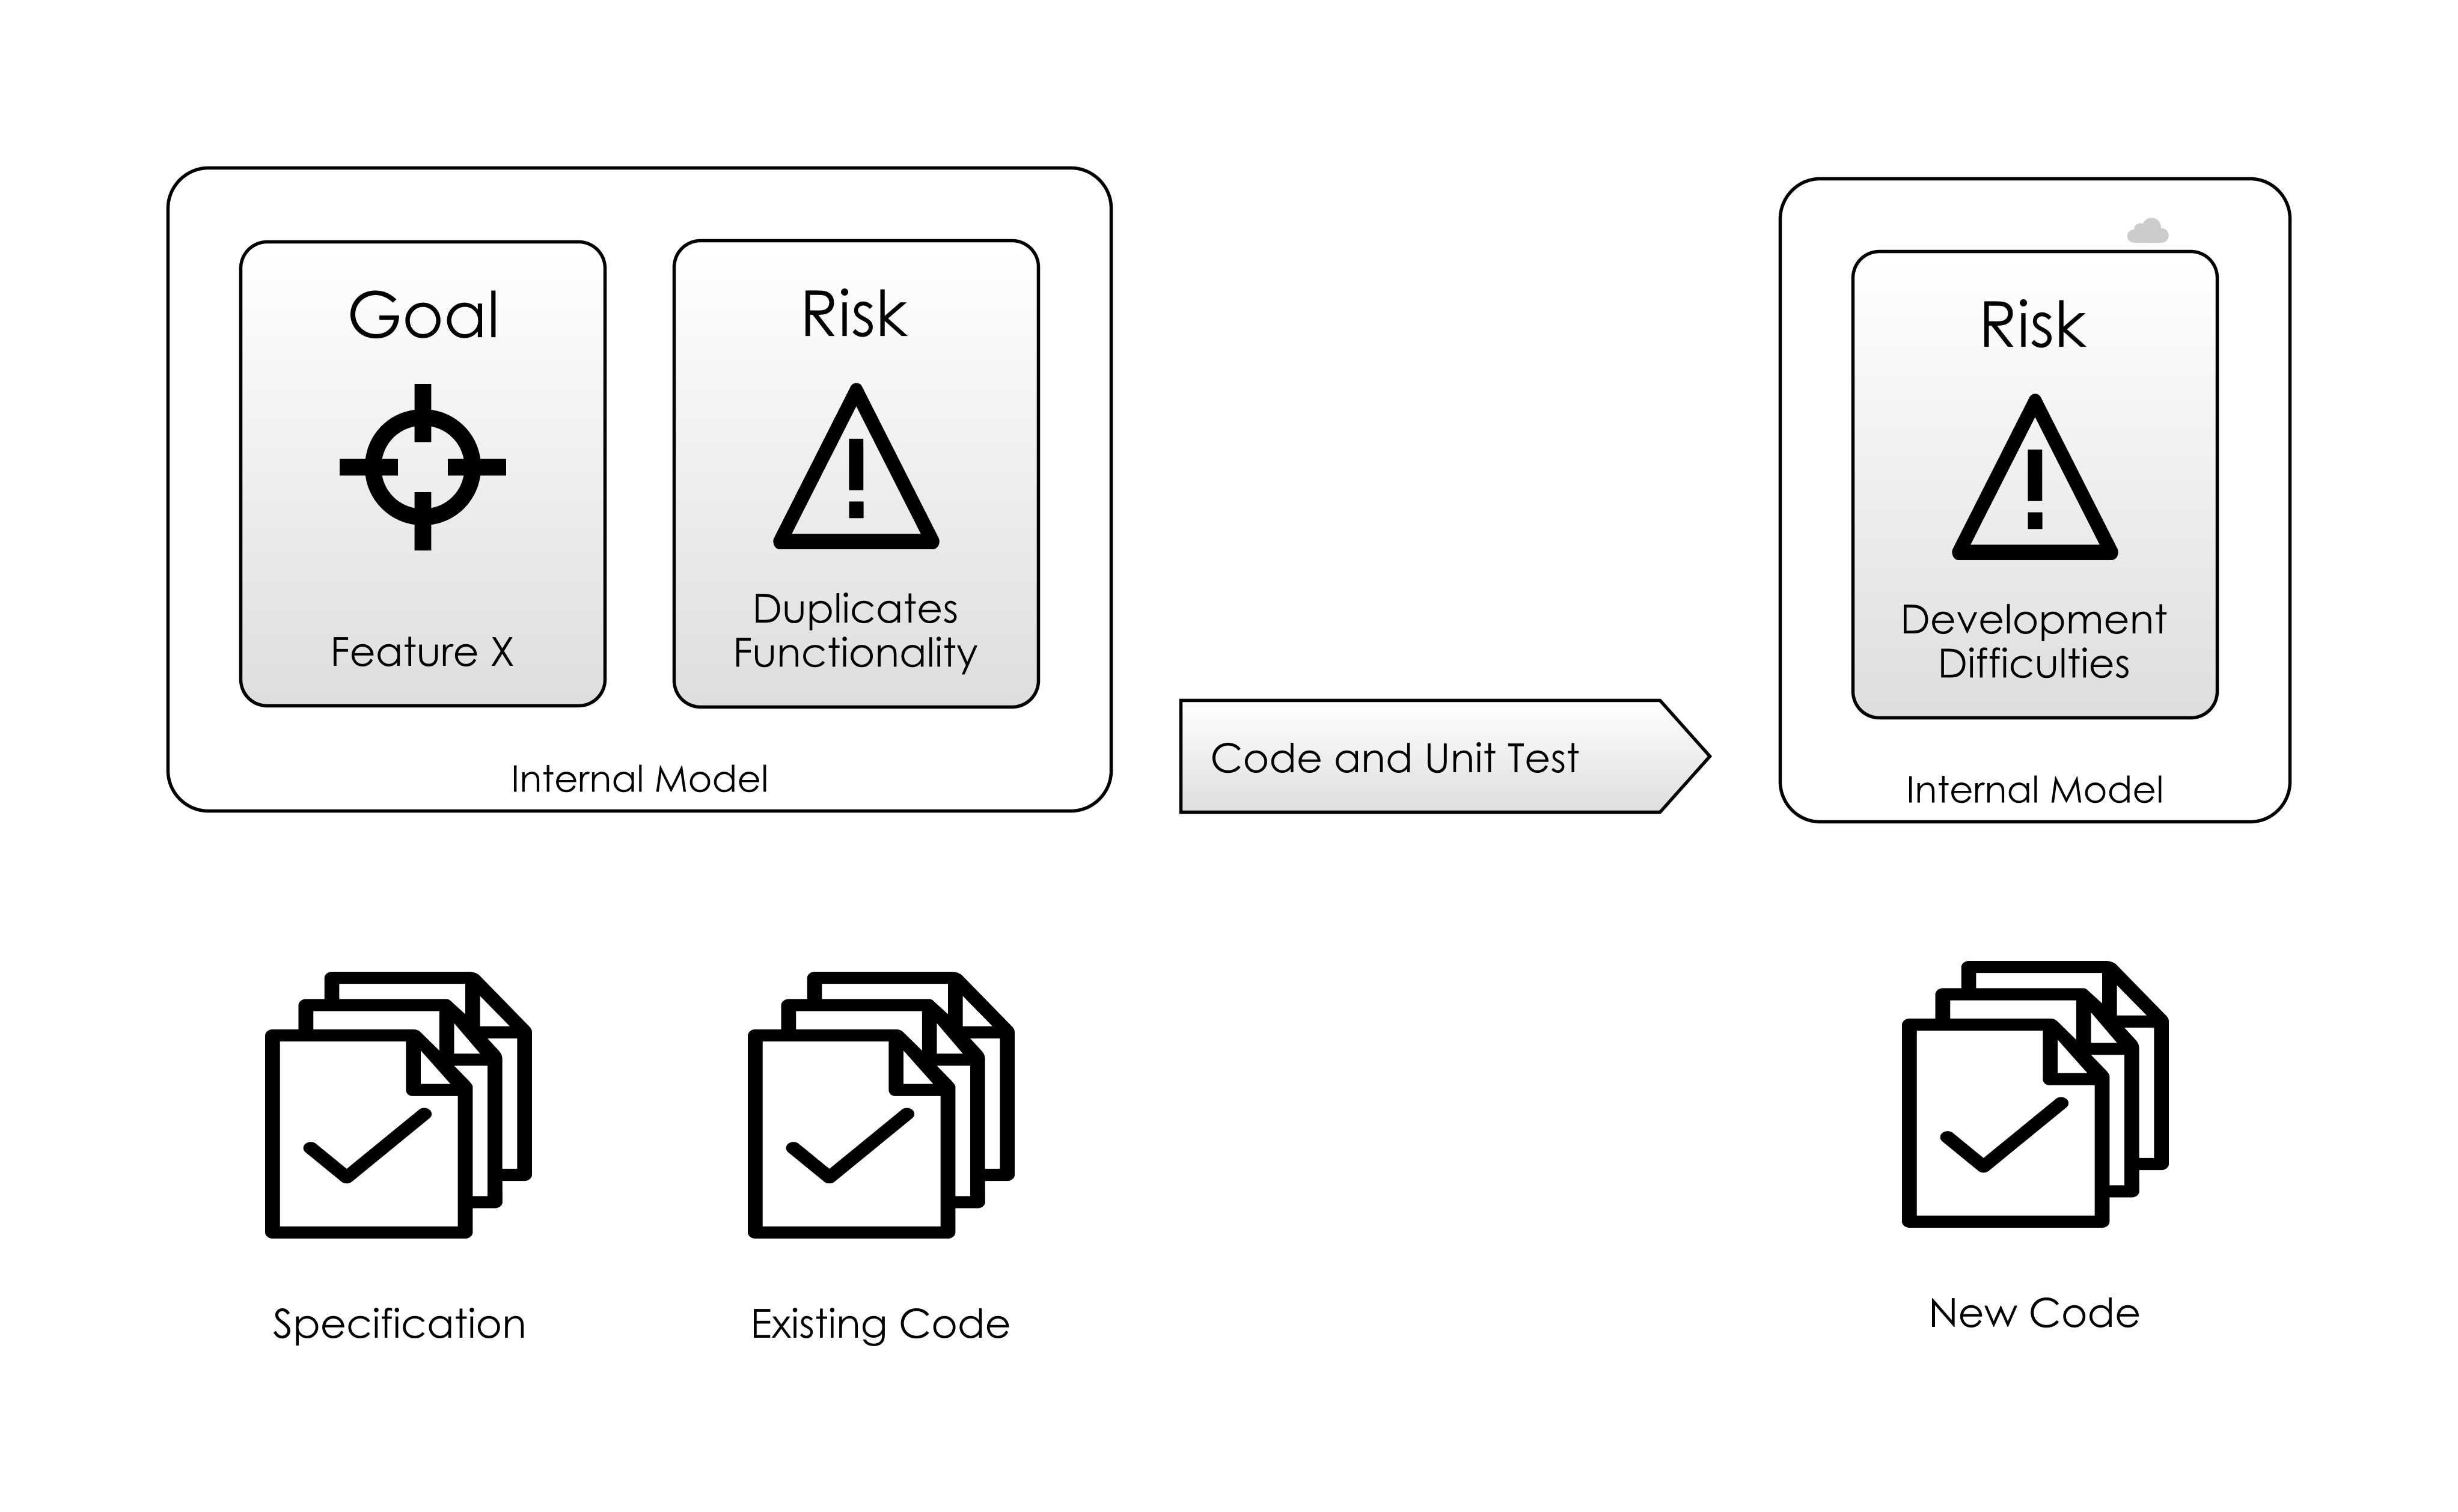 Goal
Feature X
Risk
Duplicates
Functionality
Internal Model
Code and Unit Test
Risk
Development
Difficulties
Internal Model
Specification
Existing Code
New Code